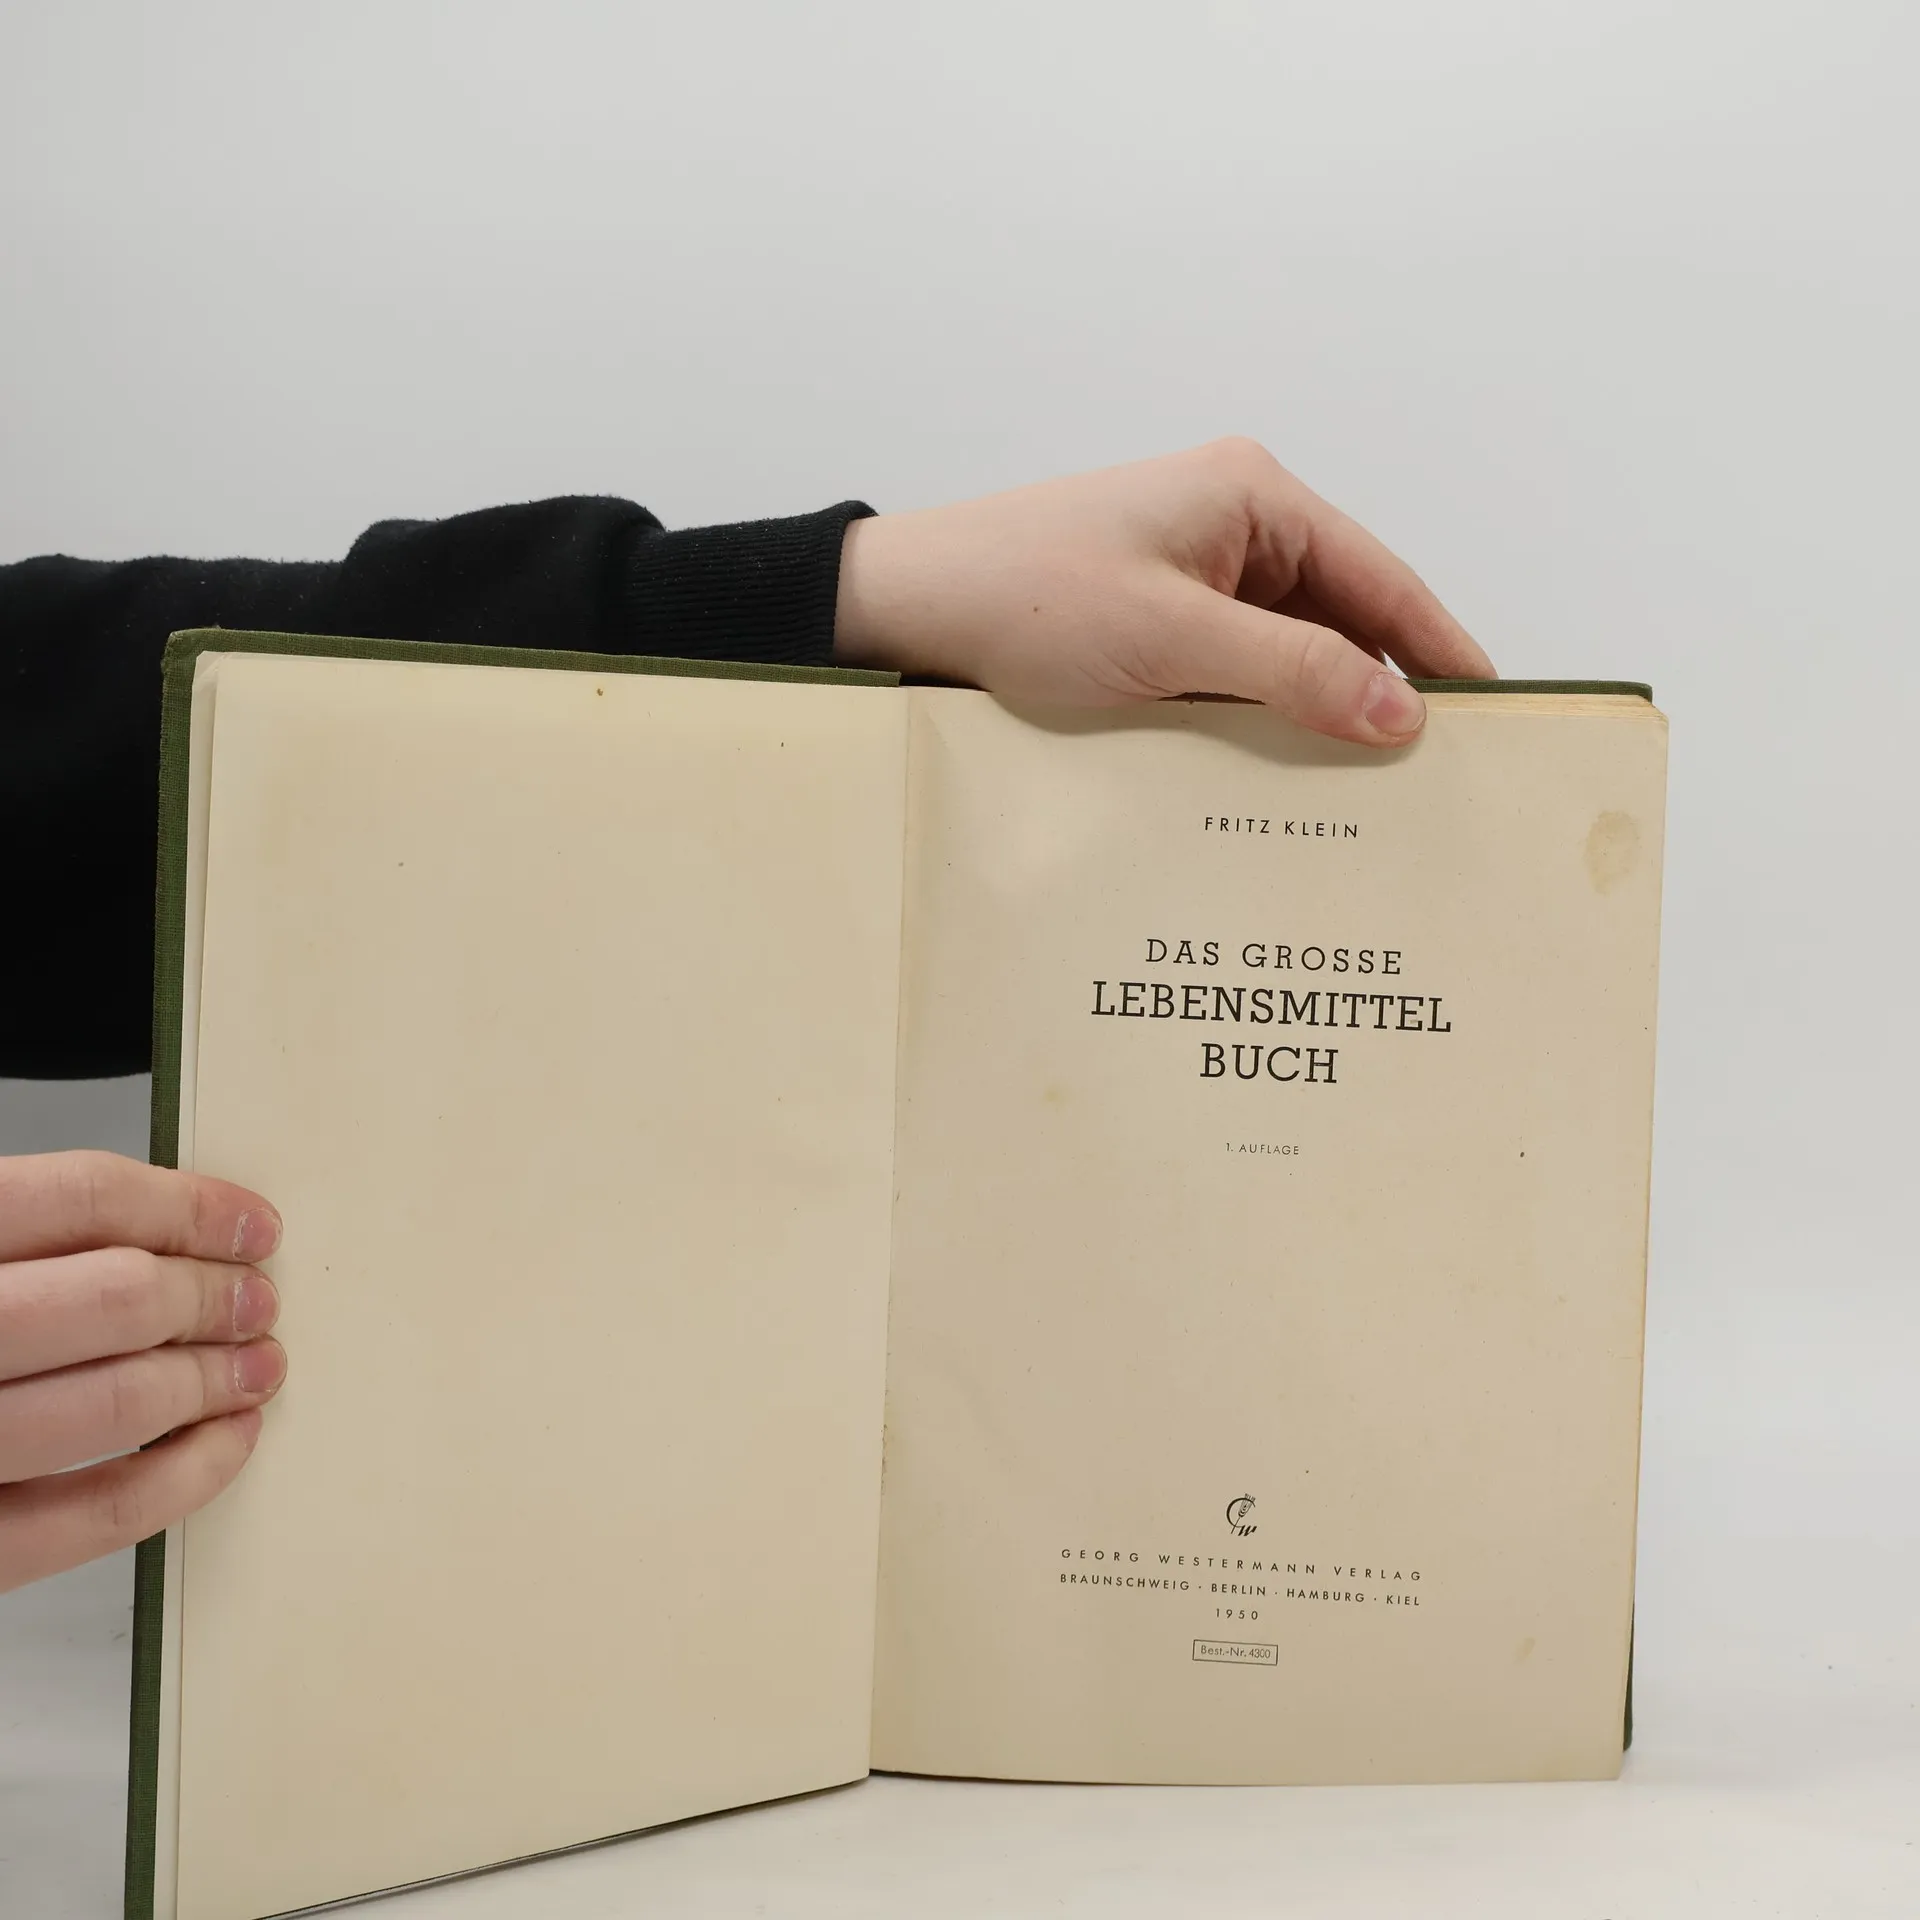 FRITZ KLEIN
DAS GROSSE
LEBENSMITTEL
BUCH
1. AUFLAGE
GEORG WESTERMANN VERLAG
BRAUNSCHWEIG · BERLIN · HAMBURG · KIEL
1950
Best.-Nr. 4300